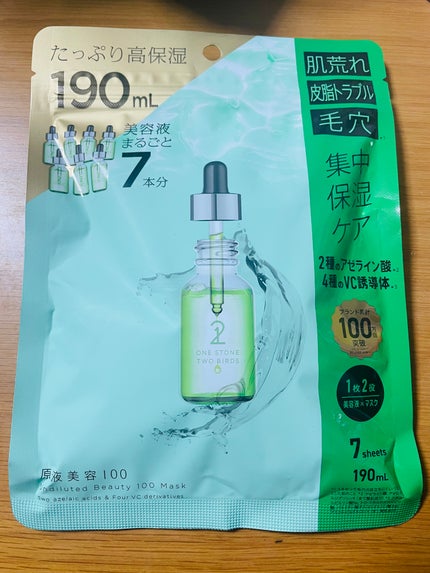 たっぷり高保湿
190mL
美容液
まるごと
7本分
肌荒れ
皮脂トラブル
毛穴
集中
保湿
ケア
2種のアゼライン酸
4種のVC誘導体
ブランド累計
100万
突破
1枚2役
美容液×マスク
7 sheets
190mL
2
ONE STONE
TWO BIRDS
原液美容100
Undiluted Beauty 100 Mask
Two azelaic acids & Four VC derivatives